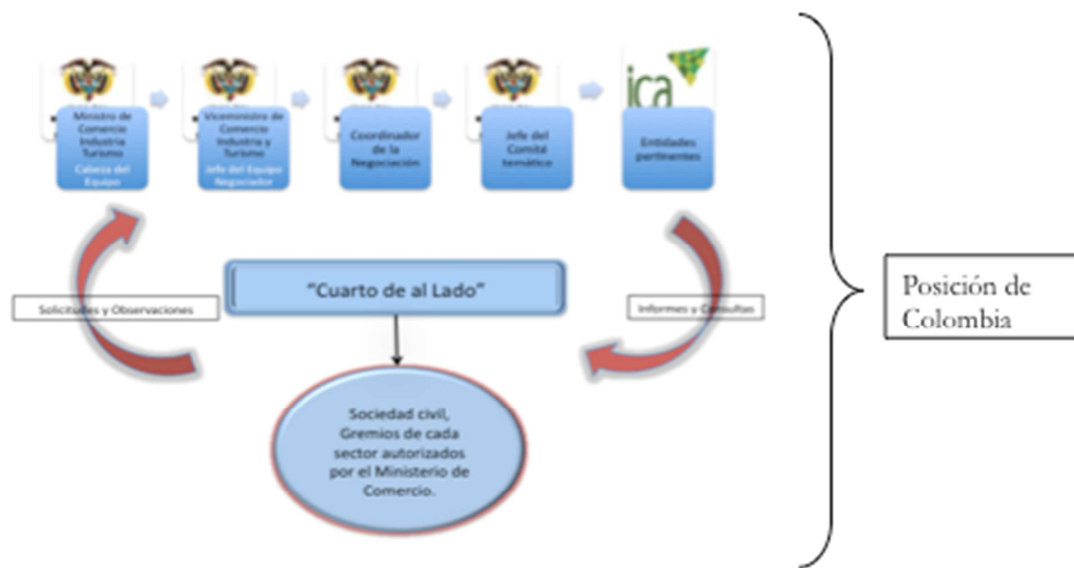 ica
Ministro de
Comercio
Industria
Turismo
Cabeza del
Equipo
Viceministro de
Comercio
Industria y
Turismo
Jefe del Equipo
Negociador
Coordinador
de la
Negociación
Jefe del
Comité
temático
Entidades
pertinentes
"Cuarto de al Lado"
Solicitudes y Observaciones
Informes y Consultas
Sociedad civil,
Gremios de cada
sector autorizados
por el Ministerio de
Comercio.
Posición de
Colombia